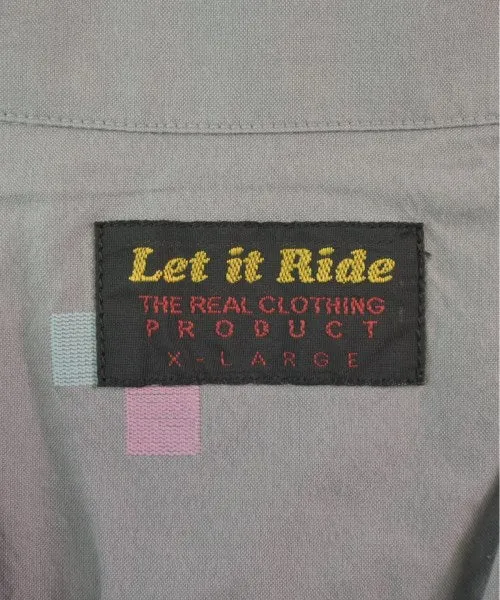 Let it Ride
THE REAL CLOTHING
PRODUCT
X-LARGE